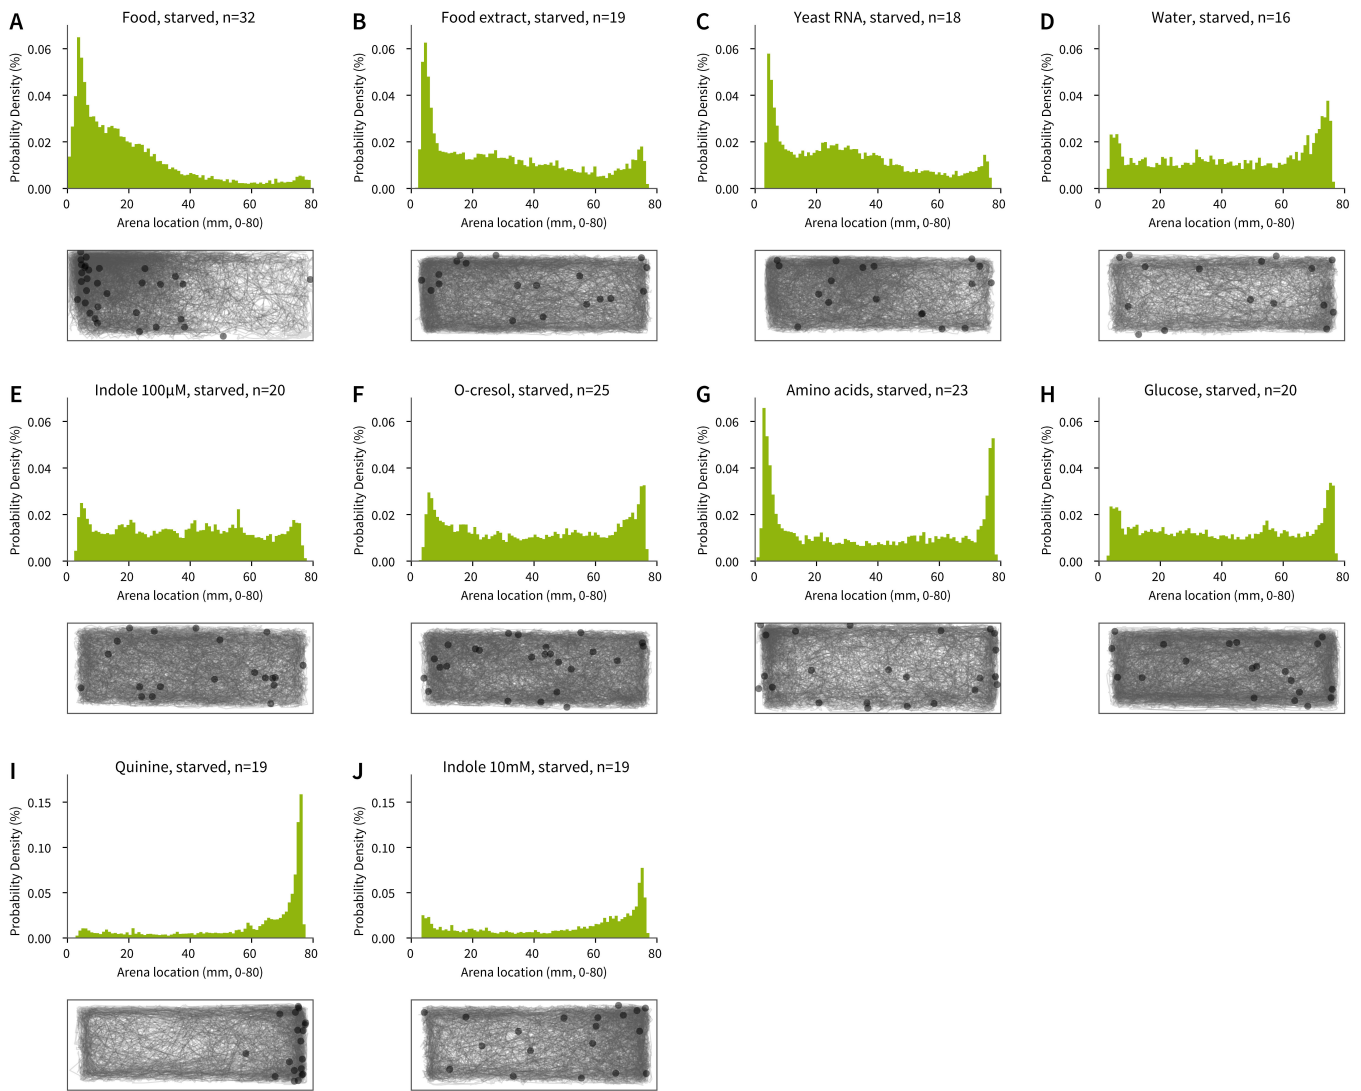 A Food, starved, n=32
Probability Density (%)
0.06
0.04
0.02
0.00
0 20 40 60 80
Arena location (mm, 0-80)
B Food extract, starved, n=19
Probability Density (%)
0.06
0.04
0.02
0.00
0 20 40 60 80
Arena location (mm, 0-80)
C Yeast RNA, starved, n=18
Probability Density (%)
0.06
0.04
0.02
0.00
0 20 40 60 80
Arena location (mm, 0-80)
D Water, starved, n=16
Probability Density (%)
0.06
0.04
0.02
0.00
0 20 40 60 80
Arena location (mm, 0-80)
E Indole 100µM, starved, n=20
Probability Density (%)
0.06
0.04
0.02
0.00
0 20 40 60 80
Arena location (mm, 0-80)
F O-cresol, starved, n=25
Probability Density (%)
0.06
0.04
0.02
0.00
0 20 40 60 80
Arena location (mm, 0-80)
G Amino acids, starved, n=23
Probability Density (%)
0.06
0.04
0.02
0.00
0 20 40 60 80
Arena location (mm, 0-80)
H Glucose, starved, n=20
Probability Density (%)
0.06
0.04
0.02
0.00
0 20 40 60 80
Arena location (mm, 0-80)
I Quinine, starved, n=19
Probability Density (%)
0.15
0.10
0.05
0.00
0 20 40 60 80
Arena location (mm, 0-80)
J Indole 10mM, starved, n=19
Probability Density (%)
0.15
0.10
0.05
0.00
0 20 40 60 80
Arena location (mm, 0-80)